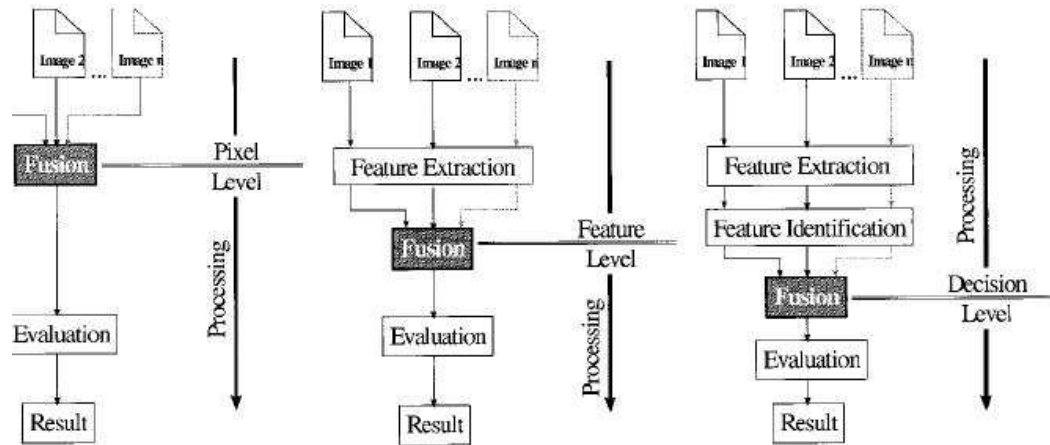 Image 2
...
Image n
Fusion
Pixel
Level
Processing
Evaluation
Result
Image 1
Image 2
...
Image n
Feature Extraction
Fusion
Feature
Level
Processing
Evaluation
Result
Image 1
Image 2
...
Image n
Feature Extraction
Feature Identification
Processing
Fusion
Decision
Level
Evaluation
Result